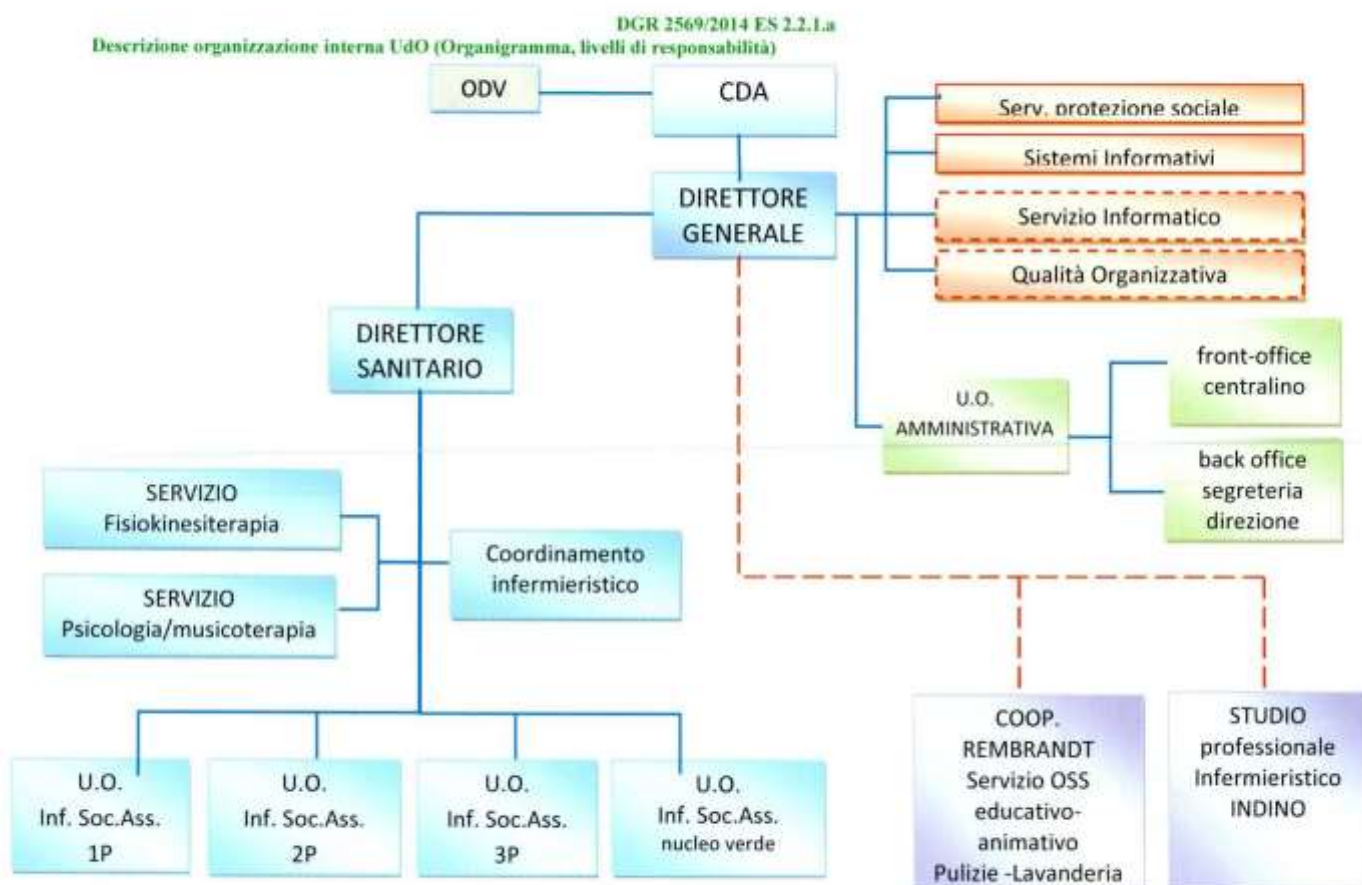 DGR 2569/2014 ES 2.2.1.a
Descrizione organizzazione interna UdO (Organigramma, livelli di responsabilità)
ODV
CDA
Serv. protezione sociale
Sistemi Informativi
DIRETTORE
GENERALE
Servizio Informatico
Qualità Organizzativa
DIRETTORE
SANITARIO
front-office
centralino
U.O.
AMMINISTRATIVA
back office
segreteria
direzione
SERVIZIO
Fisiokinesiterapia
Coordinamento
infermieristico
SERVIZIO
Psicologia/musicoterapia
U.O.
Inf. Soc.Ass.
1P
U.O.
Inf. Soc.Ass.
2P
U.O.
Inf. Soc.Ass.
3P
U.O.
Inf. Soc.Ass.
nucleo verde
COOP.
REMBRANDT
Servizio OSS
educativo-
animativo
Pulizie -Lavanderia
STUDIO
professionale
Infermieristico
INDINO